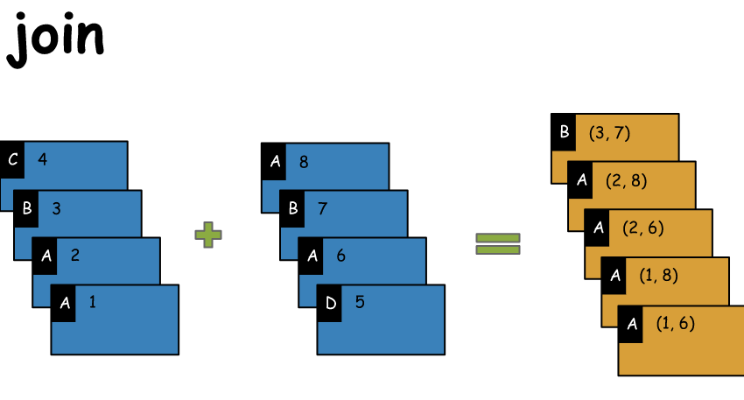 join
C 4
B 3
A 2
A 1
+
A 8
B 7
A 6
D 5
=
B (3, 7)
A (2, 8)
A (2, 6)
A (1, 8)
A (1, 6)